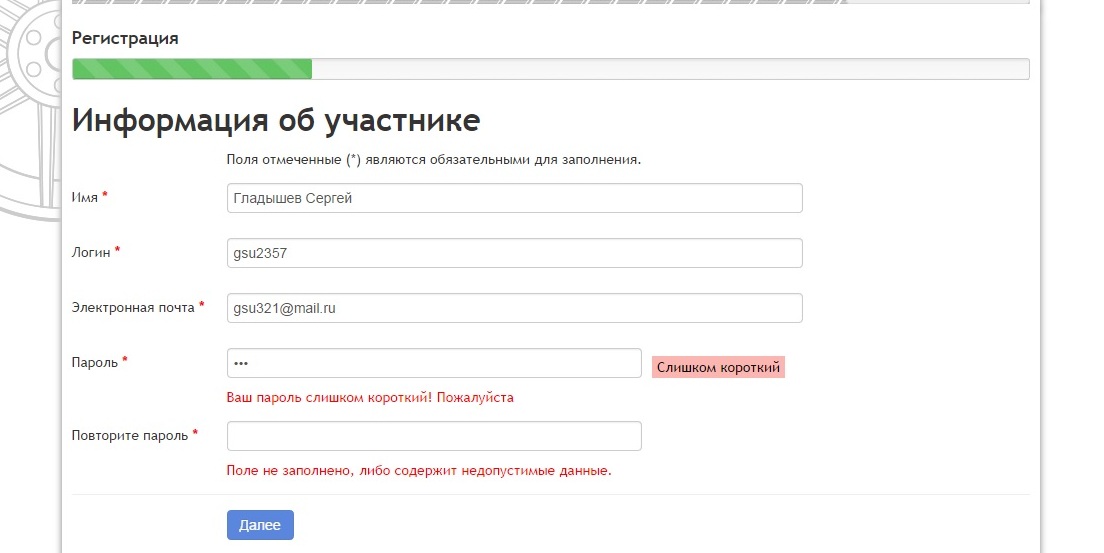 Регистрация
Информация об участнике
Поля отмеченные (*) являются обязательными для заполнения.
Имя * Гладышев Сергей
Логин * gsu2357
Электронная почта * gsu321@mail.ru
Пароль * ••• Слишком короткий
Ваш пароль слишком короткий! Пожалуйста
Повторите пароль *
Поле не заполнено, либо содержит недопустимые данные.
Далее